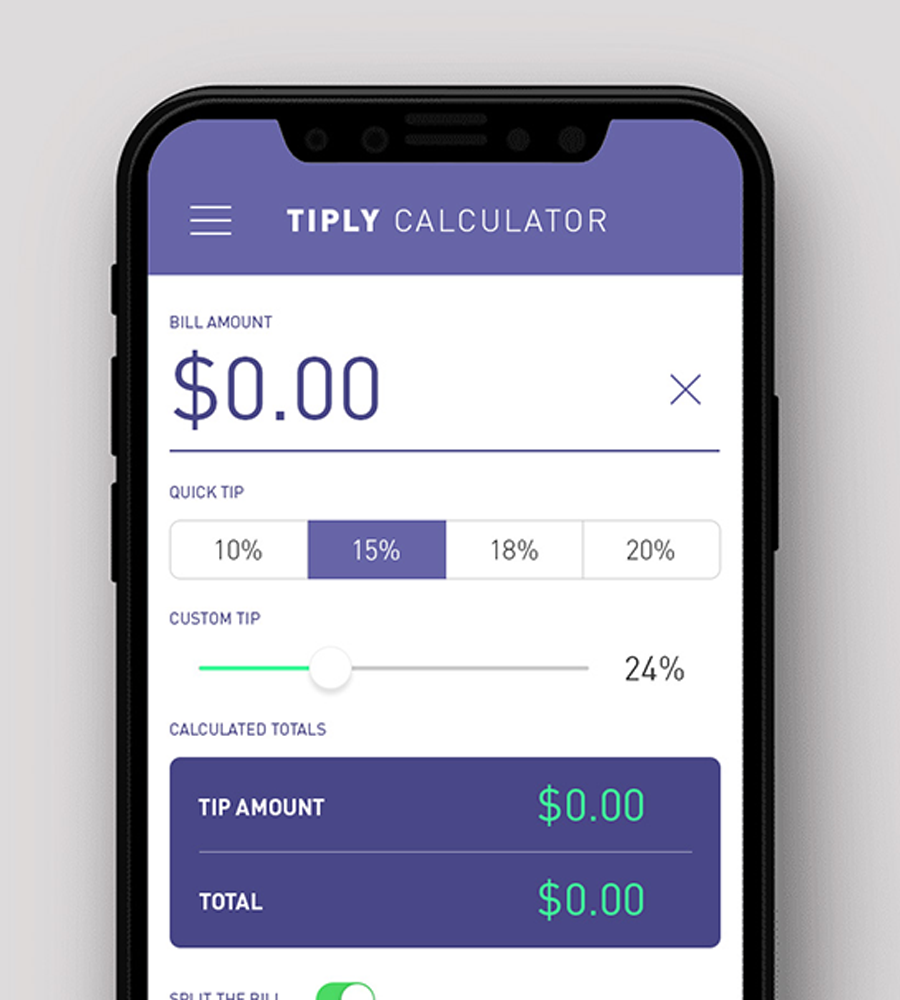 TIPLY CALCULATOR
BILL AMOUNT
$0.00
QUICK TIP
10% 15% 18% 20%
CUSTOM TIP
24%
CALCULATED TOTALS
TIP AMOUNT $0.00
TOTAL $0.00
SPLIT THE BILL